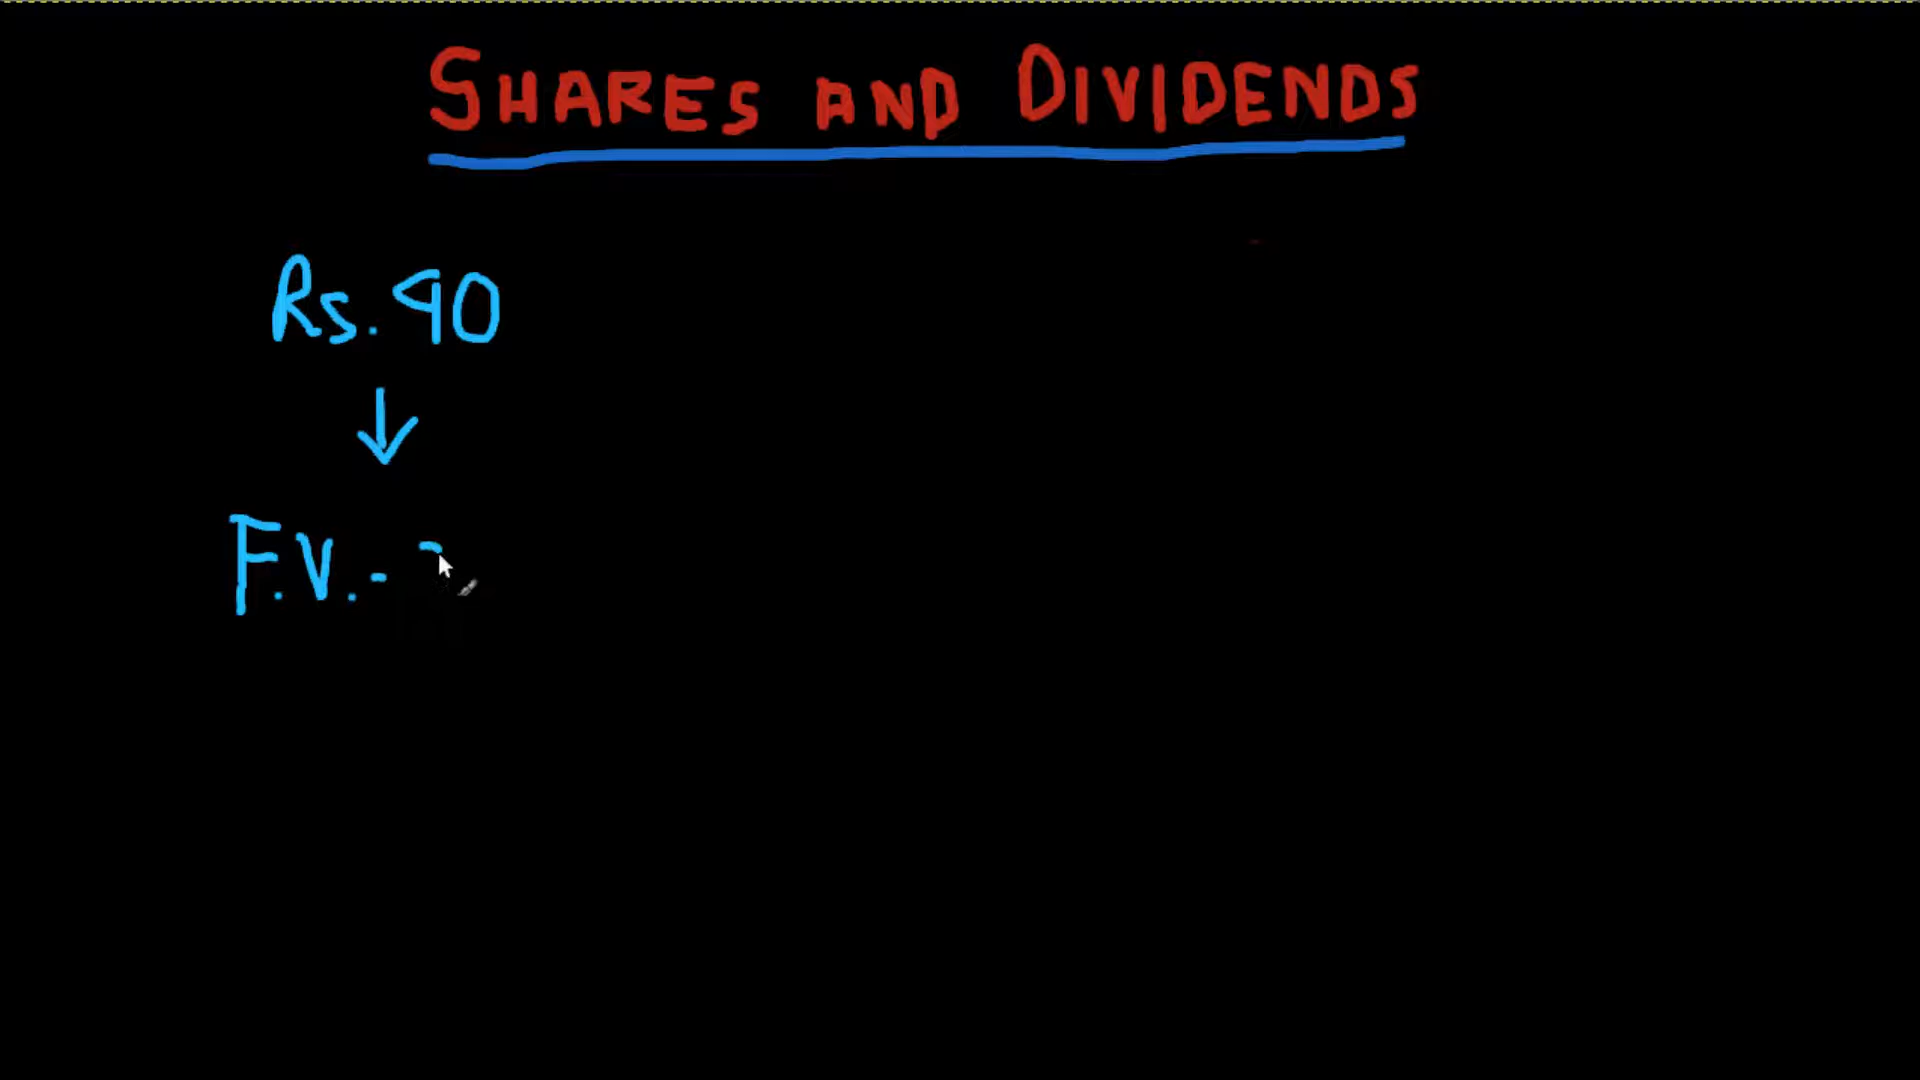 SHARES AND DIVIDENDS
Rs. 90
F.V. -